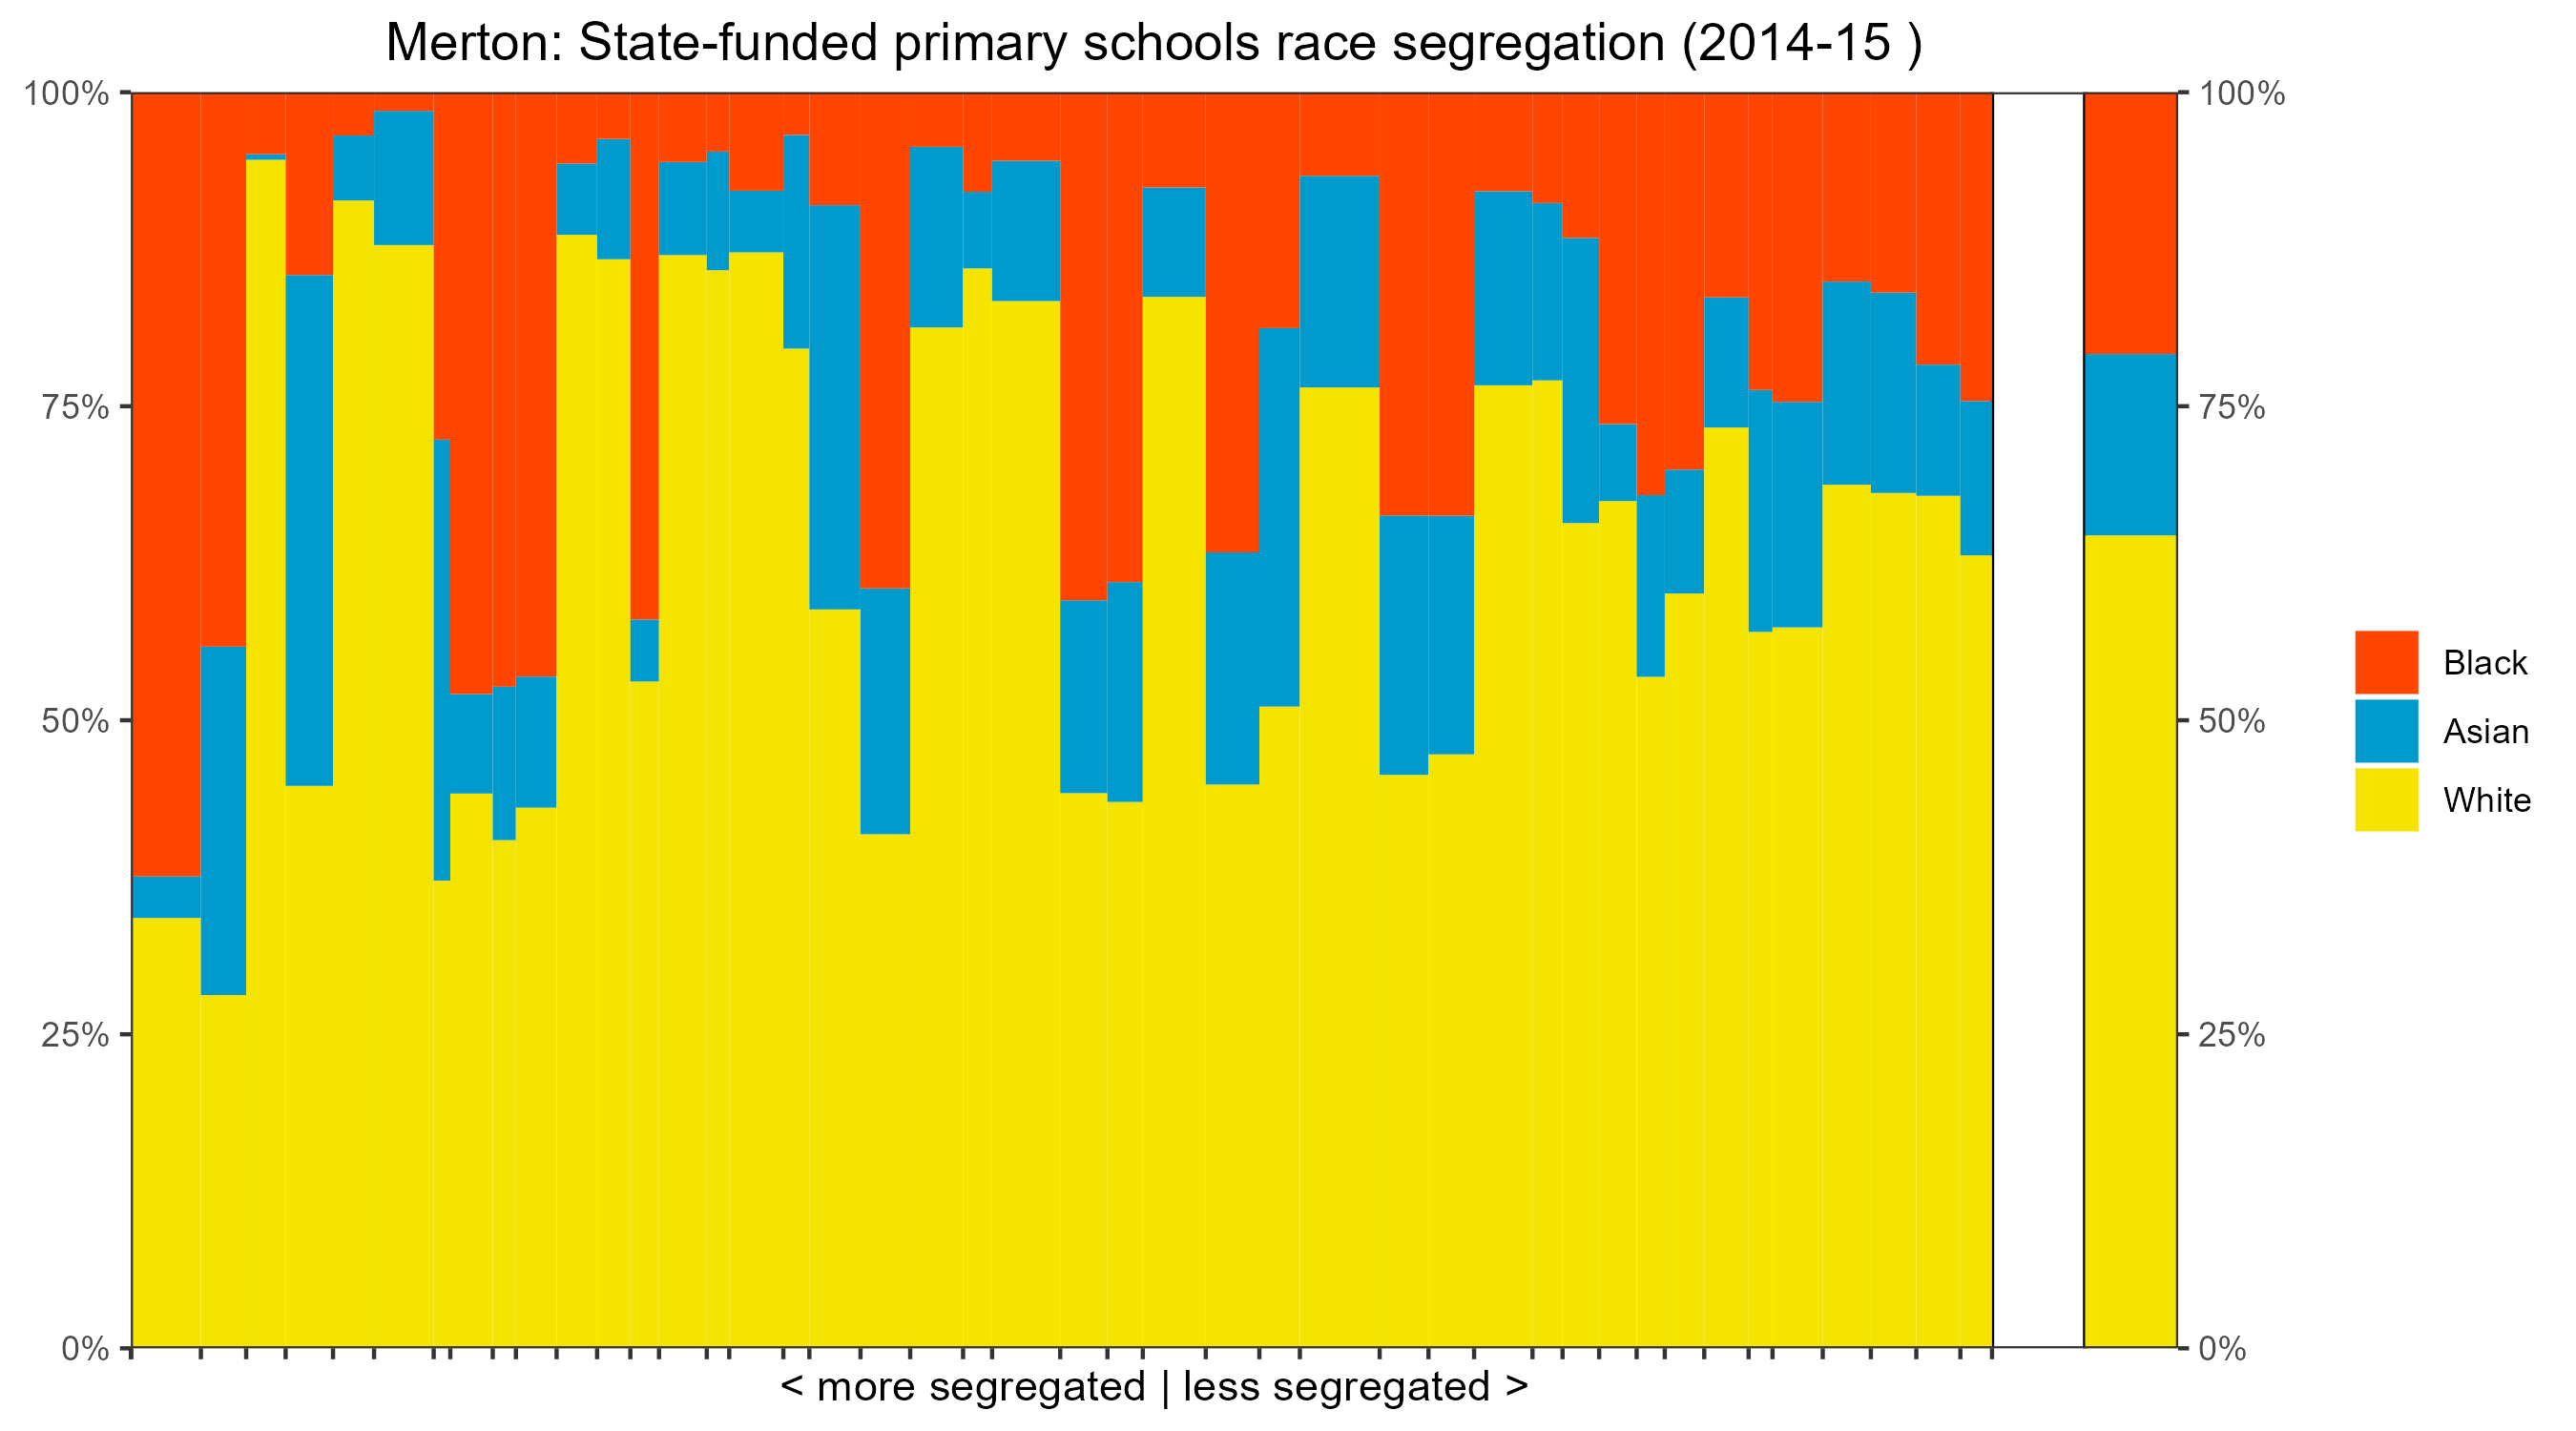 Merton: State-funded primary schools race segregation (2014-15 )
100%
75%
50%
25%
0%
100%
75%
50%
25%
0%
Black
Asian
White
< more segregated | less segregated >